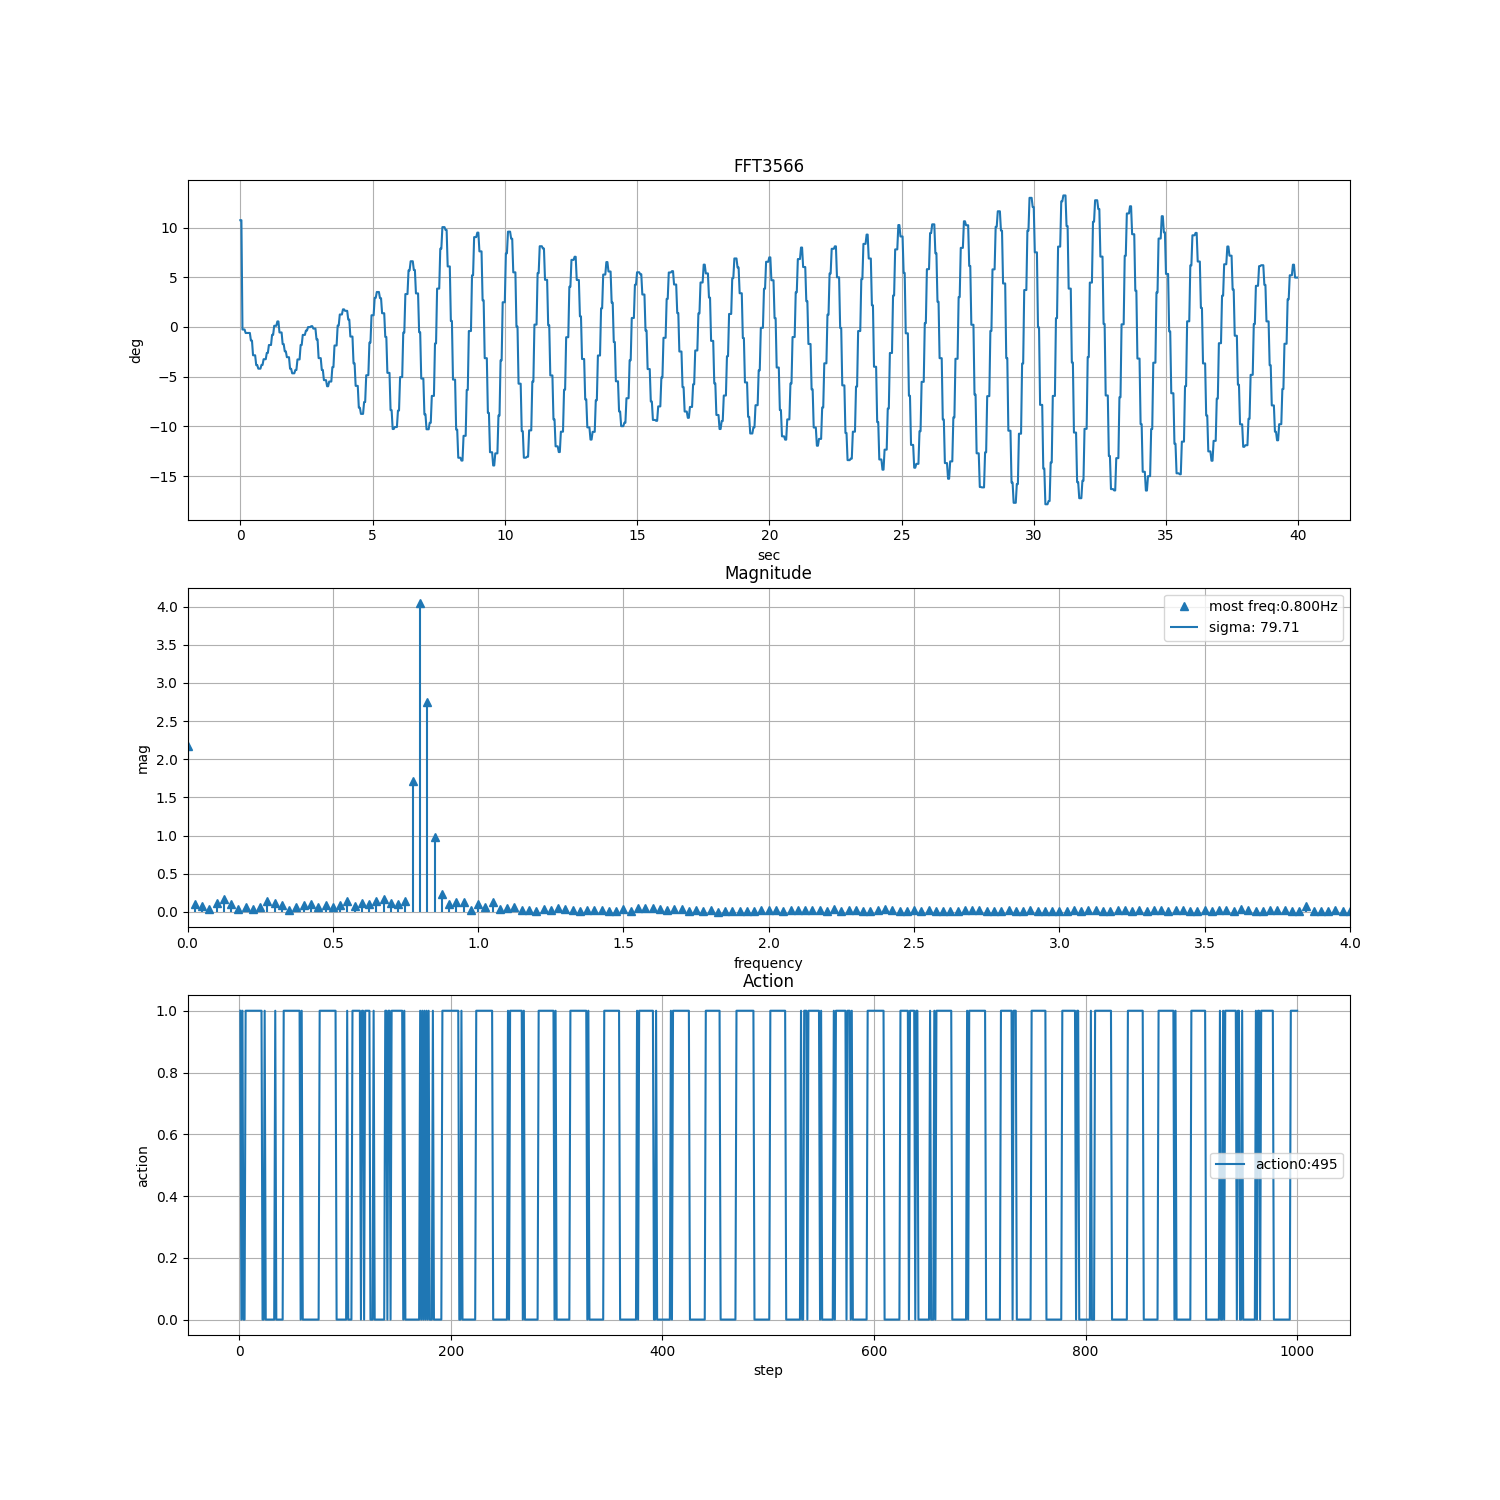 FFT3566
deg
10
5
0
−5
−10
−15
0 5 10 15 20 25 30 35 40
sec
Magnitude
mag
4.0
3.5
3.0
2.5
2.0
1.5
1.0
0.5
0.0
most freq:0.800Hz
sigma: 79.71
0.0 0.5 1.0 1.5 2.0 2.5 3.0 3.5 4.0
frequency
Action
action
1.0
0.8
0.6
0.4
0.2
0.0
action0:495
0 200 400 600 800 1000
step